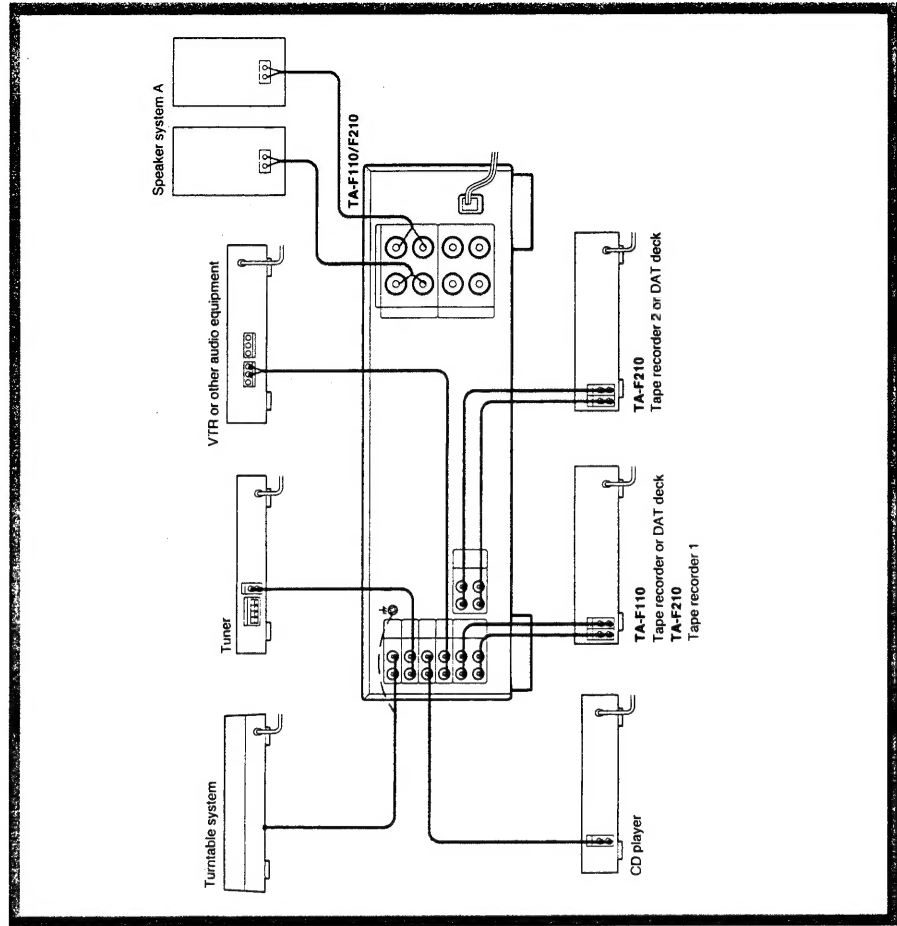 Turntable system
Tuner
VTR or other audio equipment
Speaker system A
TA-F110/F210
CD player
TA-F110
Tape recorder or DAT deck
TA-F210
Tape recorder 1
TA-F210
Tape recorder 2 or DAT deck